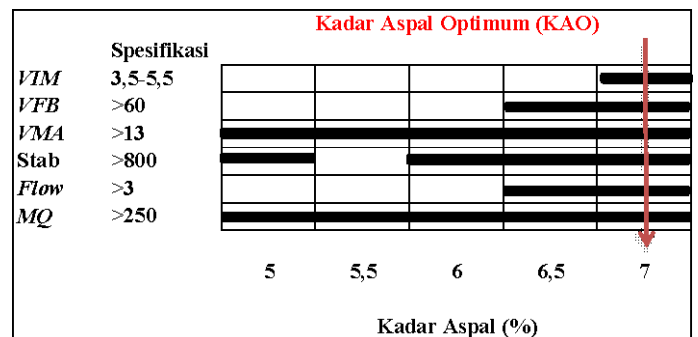 Kadar Aspal Optimum (KAO)
Spesifikasi
VIM 3,5-5,5
VFB >60
VMA >13
Stab >800
Flow >3
MQ >250
5 5,5 6 6,5 7
Kadar Aspal (%)